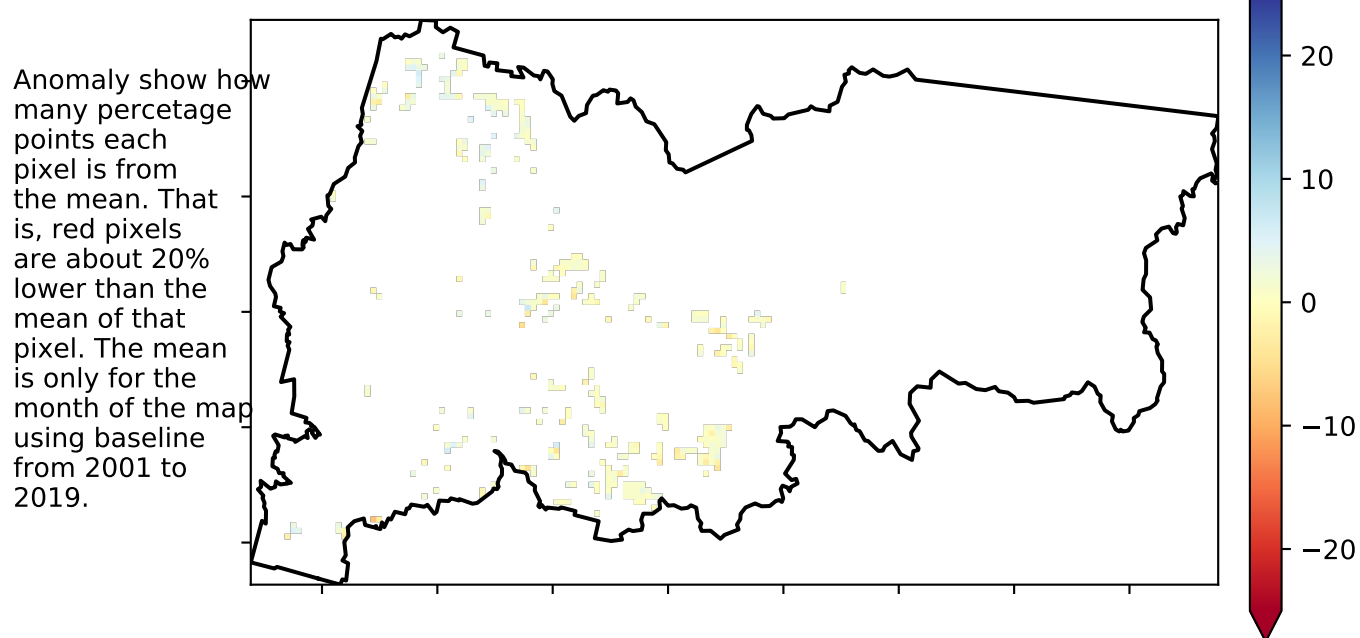 Anomaly show how
many percetage
points each
pixel is from
the mean. That
is, red pixels
are about 20%
lower than the
mean of that
pixel. The mean
is only for the
month of the map
using baseline
from 2001 to
2019.
20
10
0
−10
−20